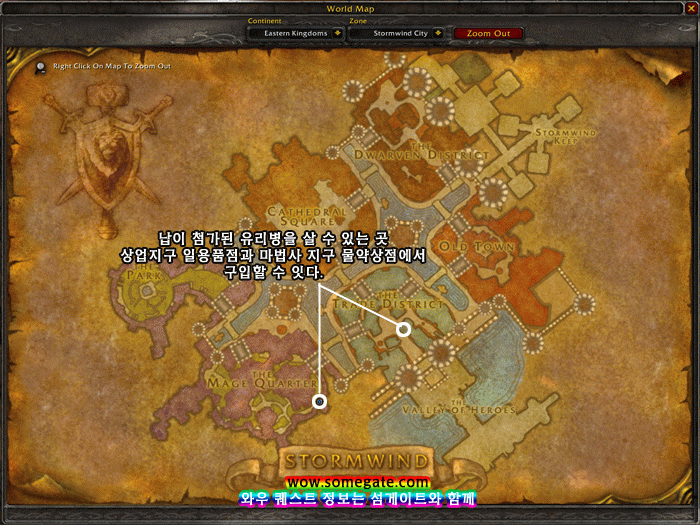 World Map
Continent
Zone
Eastern Kingdoms
Stormwind City
Zoom Out
Right Click On Map To Zoom Out
STORMWIND
KEEP
THE
DWARVEN DISTRICT
CATHEDRAL
SQUARE
납이 첨가된 유리병을 살 수 있는 곳
상업지구 일용품점과 마법사 지구 물약상점에서
구입할 수 잇다.
OLD TOWN
THE
PARK
THE
TRADE DISTRICT
THE
MAGE QUARTER
THE
VALLEY OF HEROES
STORMWIND
www.somegate.com
와우 퀘스트 정보는 섬게이트와 함께